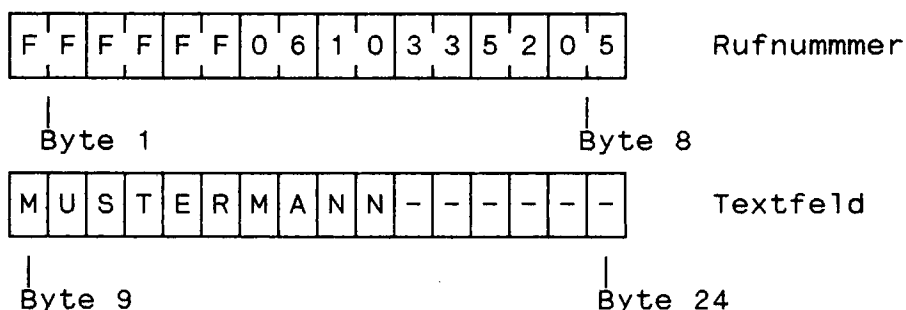 F F F F F F 0 6 1 0 3 3 5 2 0 5 Rufnummmer
Byte 1 Byte 8
M U S T E R M A N N - - - - - - Textfeld
Byte 9 Byte 24